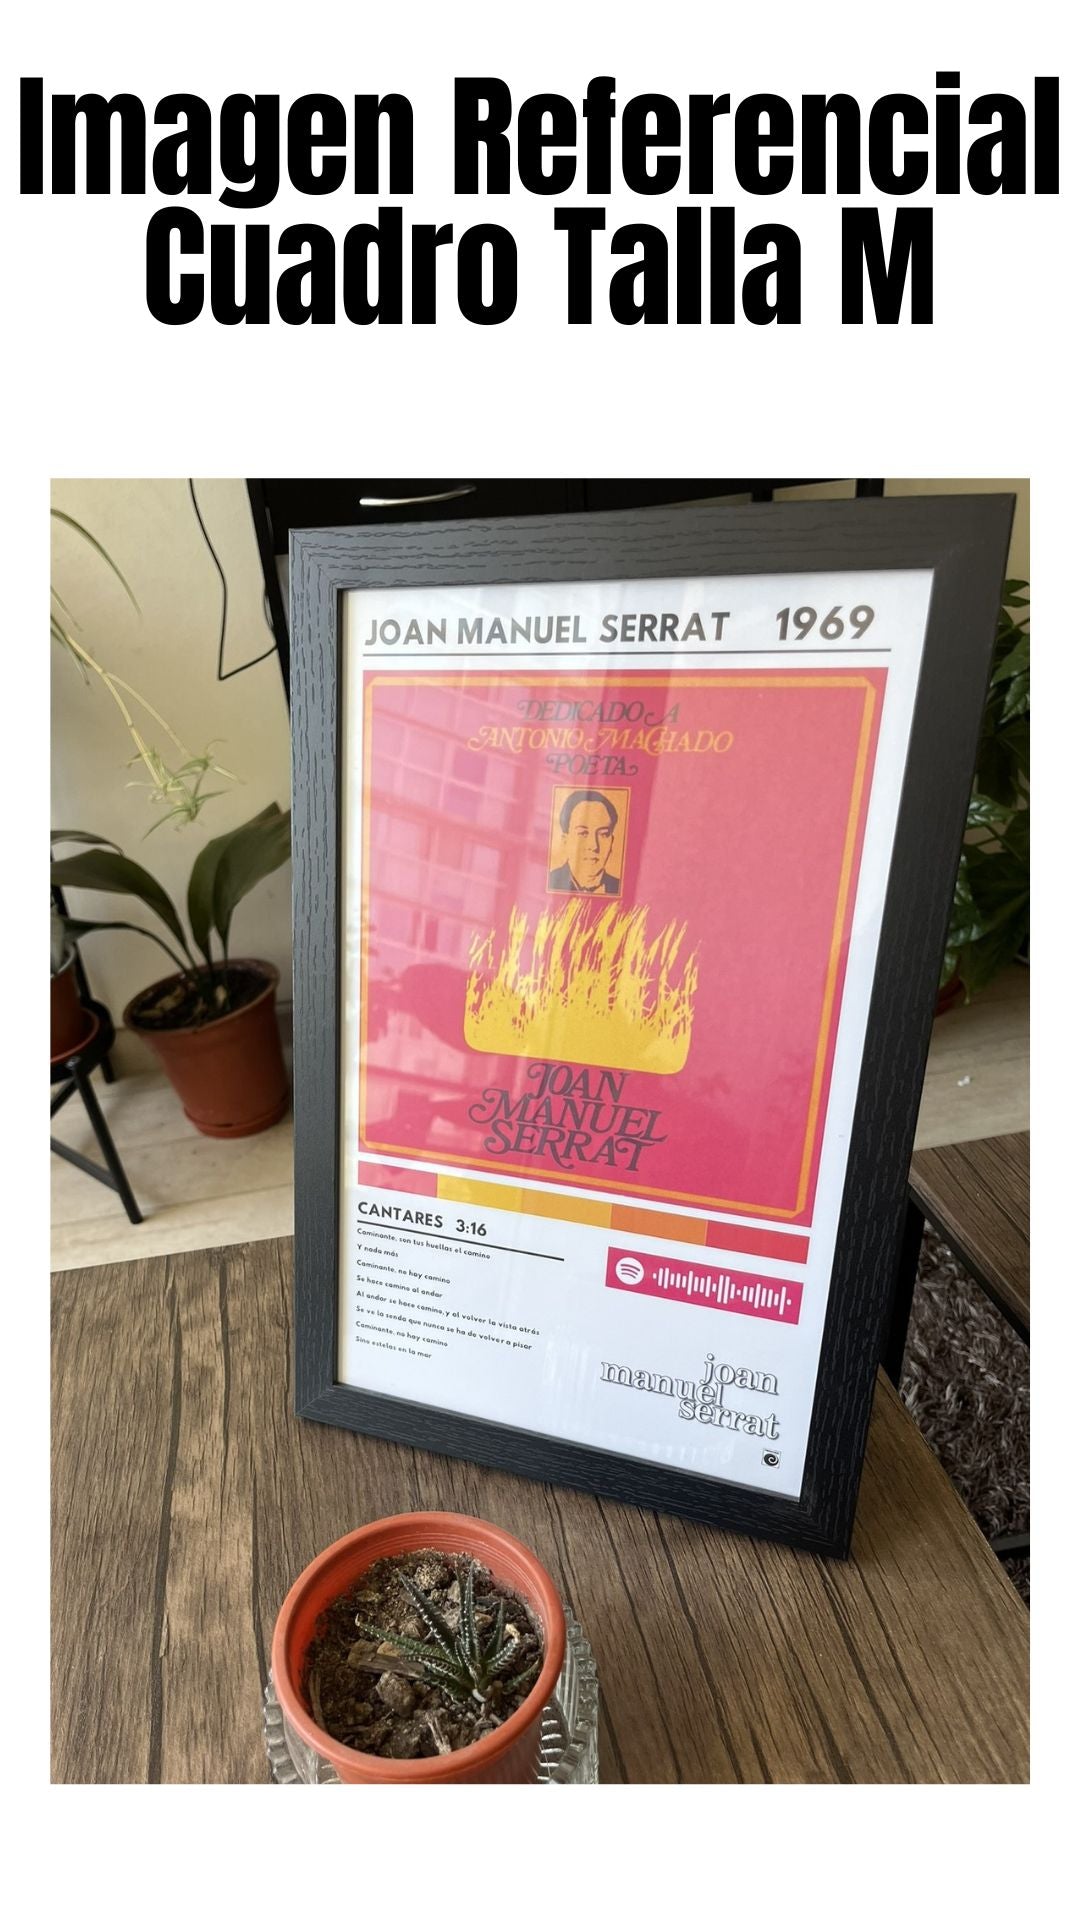 Imagen Referencial
Cuadro Talla M
JOAN MANUEL SERRAT 1969
DEDICADO A
ANTONIO MACHADO
POETA
JOAN
MANUEL
SERRAT
CANTARES 3:16
Caminante, son tus huellas el camino
Y nada más
Caminante, no hay camino
Se hace camino al andar
Al andar se hace camino, y al volver la vista atrás
Se ve la senda que nunca se ha de volver a pisar
Caminante, no hay camino
Sino estelas en la mar
joan
manuel
serrat